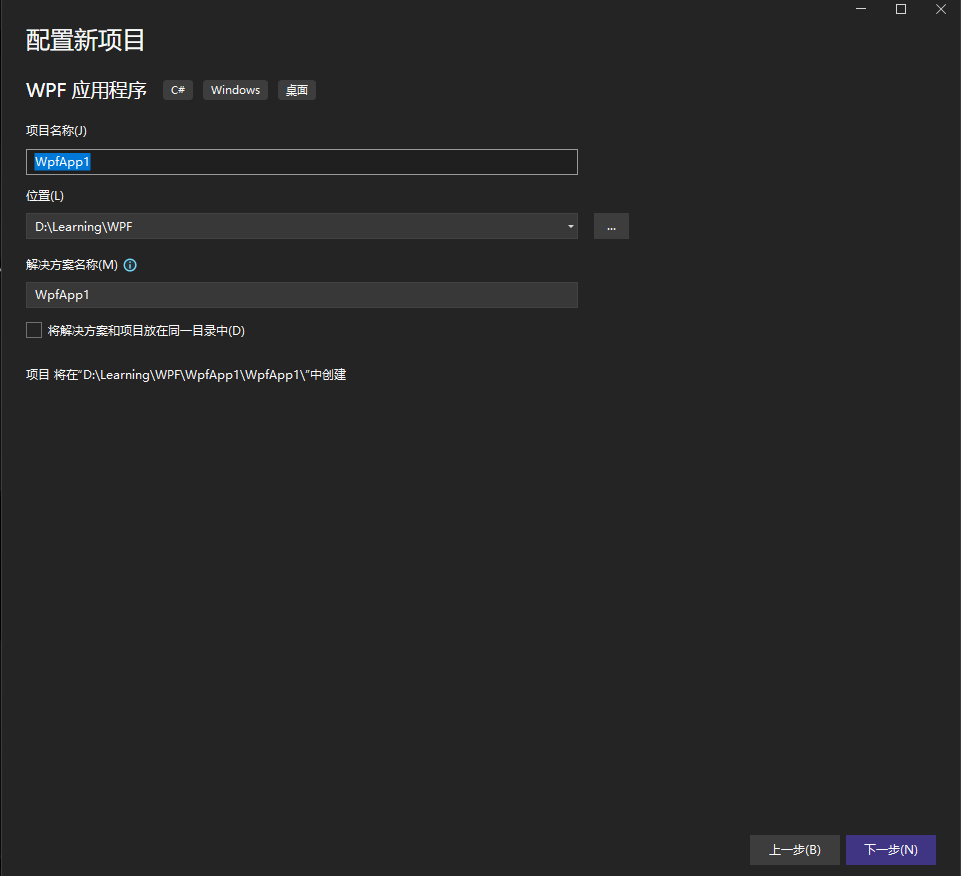 配置新项目
WPF 应用程序 C# Windows 桌面
项目名称(J)
WpfApp1
位置(L)
D:\Learning\WPF ...
解决方案名称(M)
WpfApp1
将解决方案和项目放在同一目录中(D)
项目 将在“D:\Learning\WPF\WpfApp1\WpfApp1\”中创建
上一步(B) 下一步(N)